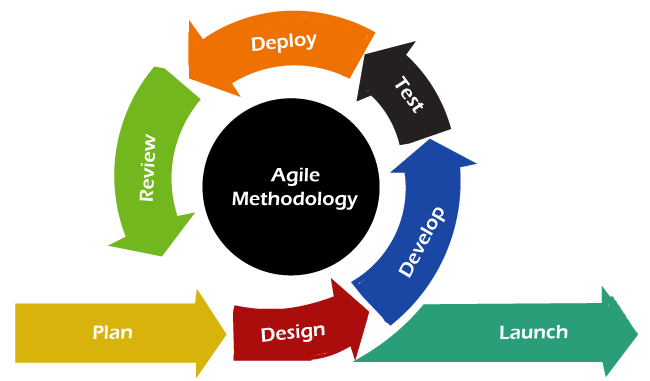 Deploy
Test
Review
Agile
Methodology
Develop
Plan
Design
Launch